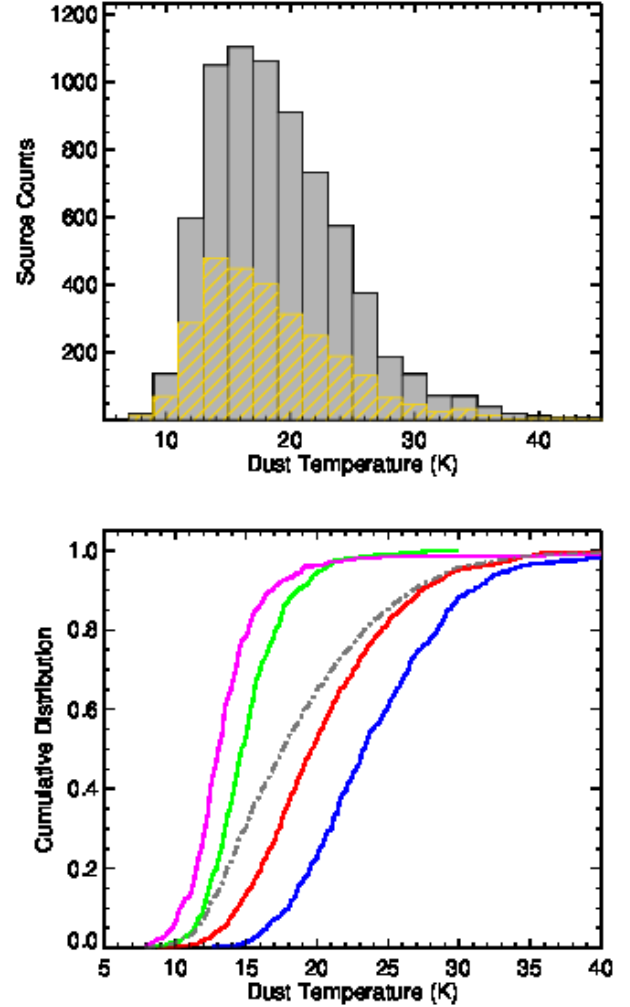 1200
1000
800
600
400
200
Source Counts
10 20 30 40
Dust Temperature (K)
1.0
0.8
0.6
0.4
0.2
0.0
Cumulative Distribution
5 10 15 20 25 30 35 40
Dust Temperature (K)